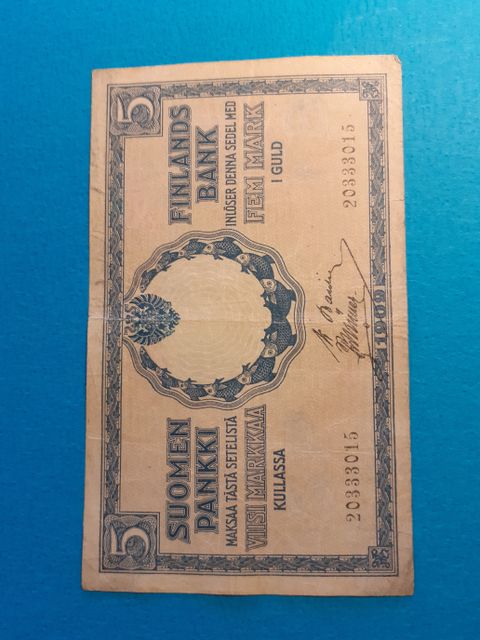 5
5
SUOMEN
PANKKI
MAKSAA TÄSTÄ SETELISTÄ
VIISI MARKKAA
KULLASSA
20333015
FINLANDS
BANK
INLÖSER DENNA SEDEL MED
FEM MARK
I GULD
20333015
1909